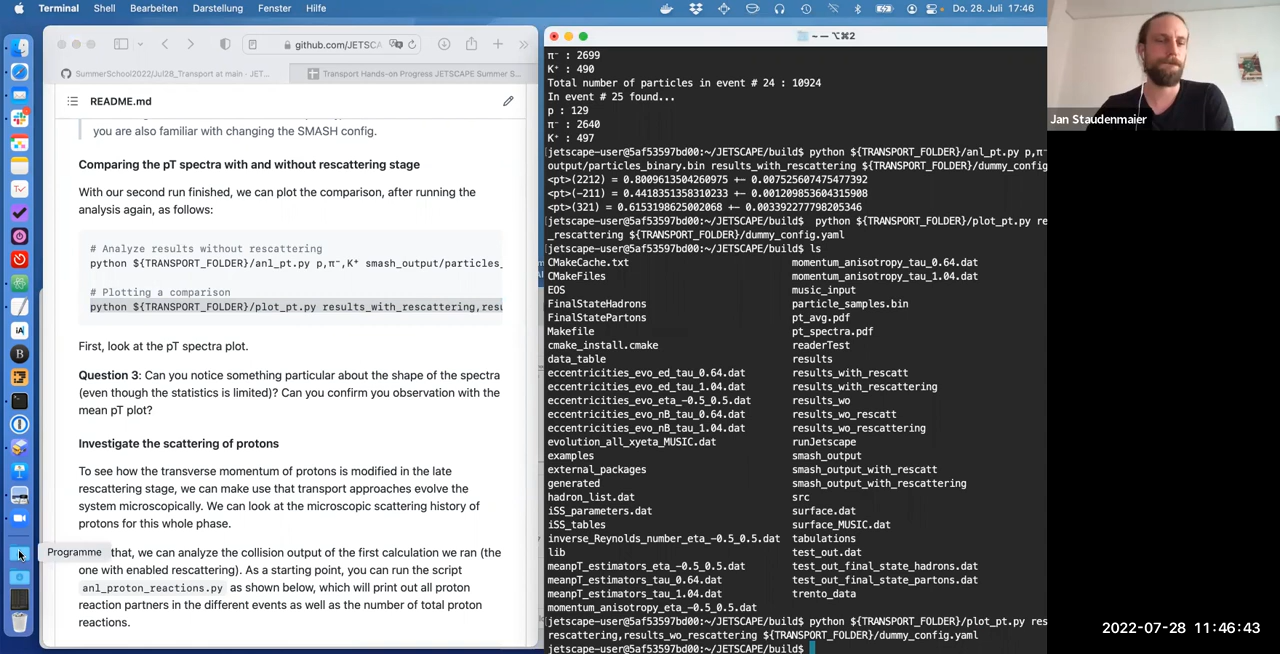 Terminal Shell Bearbeiten Darstellung Fenster Hilfe
Do. 28. Juli 17:46
github.com/JETSCA
SummerSchool2022/Jul28_Transport at main · JET...
Transport Hands-on Progress JETSCAPE Summer S...
README.md
you are also familiar with changing the SMASH config.
Comparing the pT spectra with and without rescattering stage
With our second run finished, we can plot the comparison, after running the
analysis again, as follows:
# Analyze results without rescattering
python ${TRANSPORT_FOLDER}/anl_pt.py p,π⁻,K⁺ smash_output/particles_
# Plotting a comparison
python ${TRANSPORT_FOLDER}/plot_pt.py results_with_rescattering,resu
First, look at the pT spectra plot.
Question 3: Can you notice something particular about the shape of the spectra
(even though the statistics is limited)? Can you confirm you observation with the
mean pT plot?
Investigate the scattering of protons
To see how the transverse momentum of protons is modified in the late
rescattering stage, we can make use that transport approaches evolve the
system microscopically. We can look at the microscopic scattering history of
protons for this whole phase.
Programme
that, we can analyze the collision output of the first calculation we ran (the
one with enabled rescattering). As a starting point, you can run the script
anl_proton_reactions.py as shown below, which will print out all proton
reaction partners in the different events as well as the number of total proton
reactions.
~ — ⌥⌘2
π⁻ : 2699
K⁺ : 490
Total number of particles in event # 24 : 10924
In event # 25 found...
p : 129
π⁻ : 2640
K⁺ : 497
[jetscape-user@5af53597bd00:~/JETSCAPE/build$ python ${TRANSPORT_FOLDER}/anl_pt.py p,π⁻
output/particles_binary.bin results_with_rescattering ${TRANSPORT_FOLDER}/dummy_config
<pt>(2212) = 0.8009613504260975 +- 0.007525607475477392
<pt>(-211) = 0.4418351358310233 +- 0.001209853604315908
<pt>(321) = 0.6153198625002068 +- 0.003392277798205346
[jetscape-user@5af53597bd00:~/JETSCAPE/build$ python ${TRANSPORT_FOLDER}/plot_pt.py re
_rescattering ${TRANSPORT_FOLDER}/dummy_config.yaml
[jetscape-user@5af53597bd00:~/JETSCAPE/build$ ls
CMakeCache.txt momentum_anisotropy_tau_0.64.dat
CMakeFiles momentum_anisotropy_tau_1.04.dat
EOS music_input
FinalStateHadrons particle_samples.bin
FinalStatePartons pt_avg.pdf
Makefile pt_spectra.pdf
cmake_install.cmake readerTest
data_table results
eccentricities_evo_ed_tau_0.64.dat results_with_rescatt
eccentricities_evo_ed_tau_1.04.dat results_with_rescattering
eccentricities_evo_eta_-0.5_0.5.dat results_wo
eccentricities_evo_nB_tau_0.64.dat results_wo_rescatt
eccentricities_evo_nB_tau_1.04.dat results_wo_rescattering
evolution_all_xyeta_MUSIC.dat runJetscape
examples smash_output
external_packages smash_output_with_rescatt
generated smash_output_with_rescattering
hadron_list.dat src
iSS_parameters.dat surface.dat
iSS_tables surface_MUSIC.dat
inverse_Reynolds_number_eta_-0.5_0.5.dat tabulations
lib test_out.dat
meanpT_estimators_eta_-0.5_0.5.dat test_out_final_state_hadrons.dat
meanpT_estimators_tau_0.64.dat test_out_final_state_partons.dat
meanpT_estimators_tau_1.04.dat trento_data
momentum_anisotropy_eta_-0.5_0.5.dat
[jetscape-user@5af53597bd00:~/JETSCAPE/build$ python ${TRANSPORT_FOLDER}/plot_pt.py res
rescattering,results_wo_rescattering ${TRANSPORT_FOLDER}/dummy_config.yaml
jetscape-user@5af53597bd00:~/JETSCAPE/build$
Jan Staudenmaier
2022-07-28 11:46:43